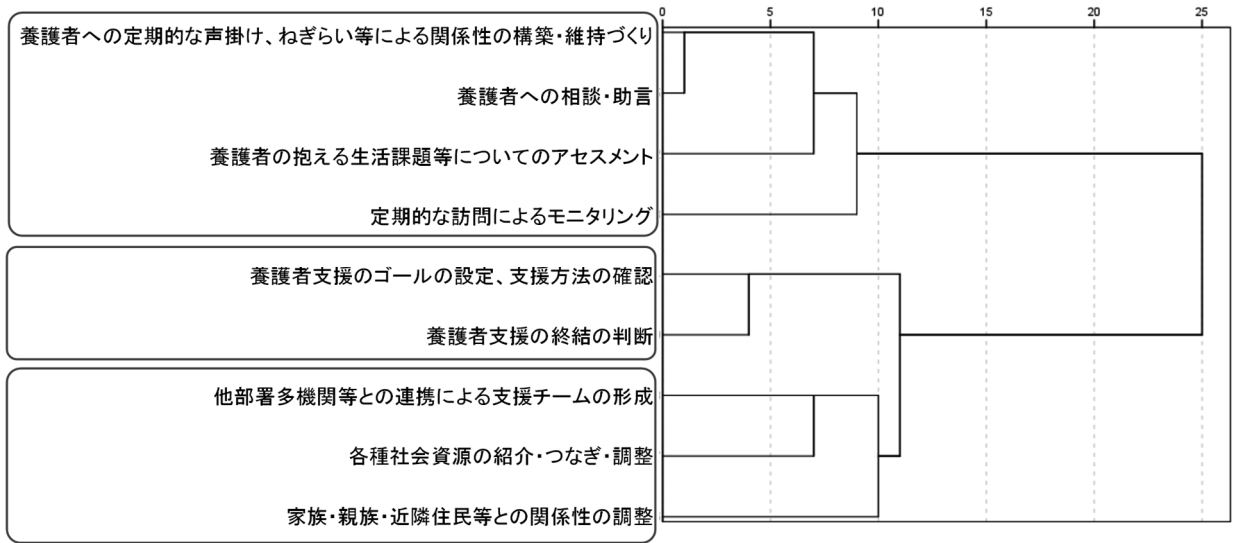 0 5 10 15 20 25
養護者への定期的な声掛け、ねぎらい等による関係性の構築・維持づくり
養護者への相談・助言
養護者の抱える生活課題等についてのアセスメント
定期的な訪問によるモニタリング
養護者支援のゴールの設定、支援方法の確認
養護者支援の終結の判断
他部署多機関等との連携による支援チームの形成
各種社会資源の紹介・つなぎ・調整
家族・親族・近隣住民等との関係性の調整